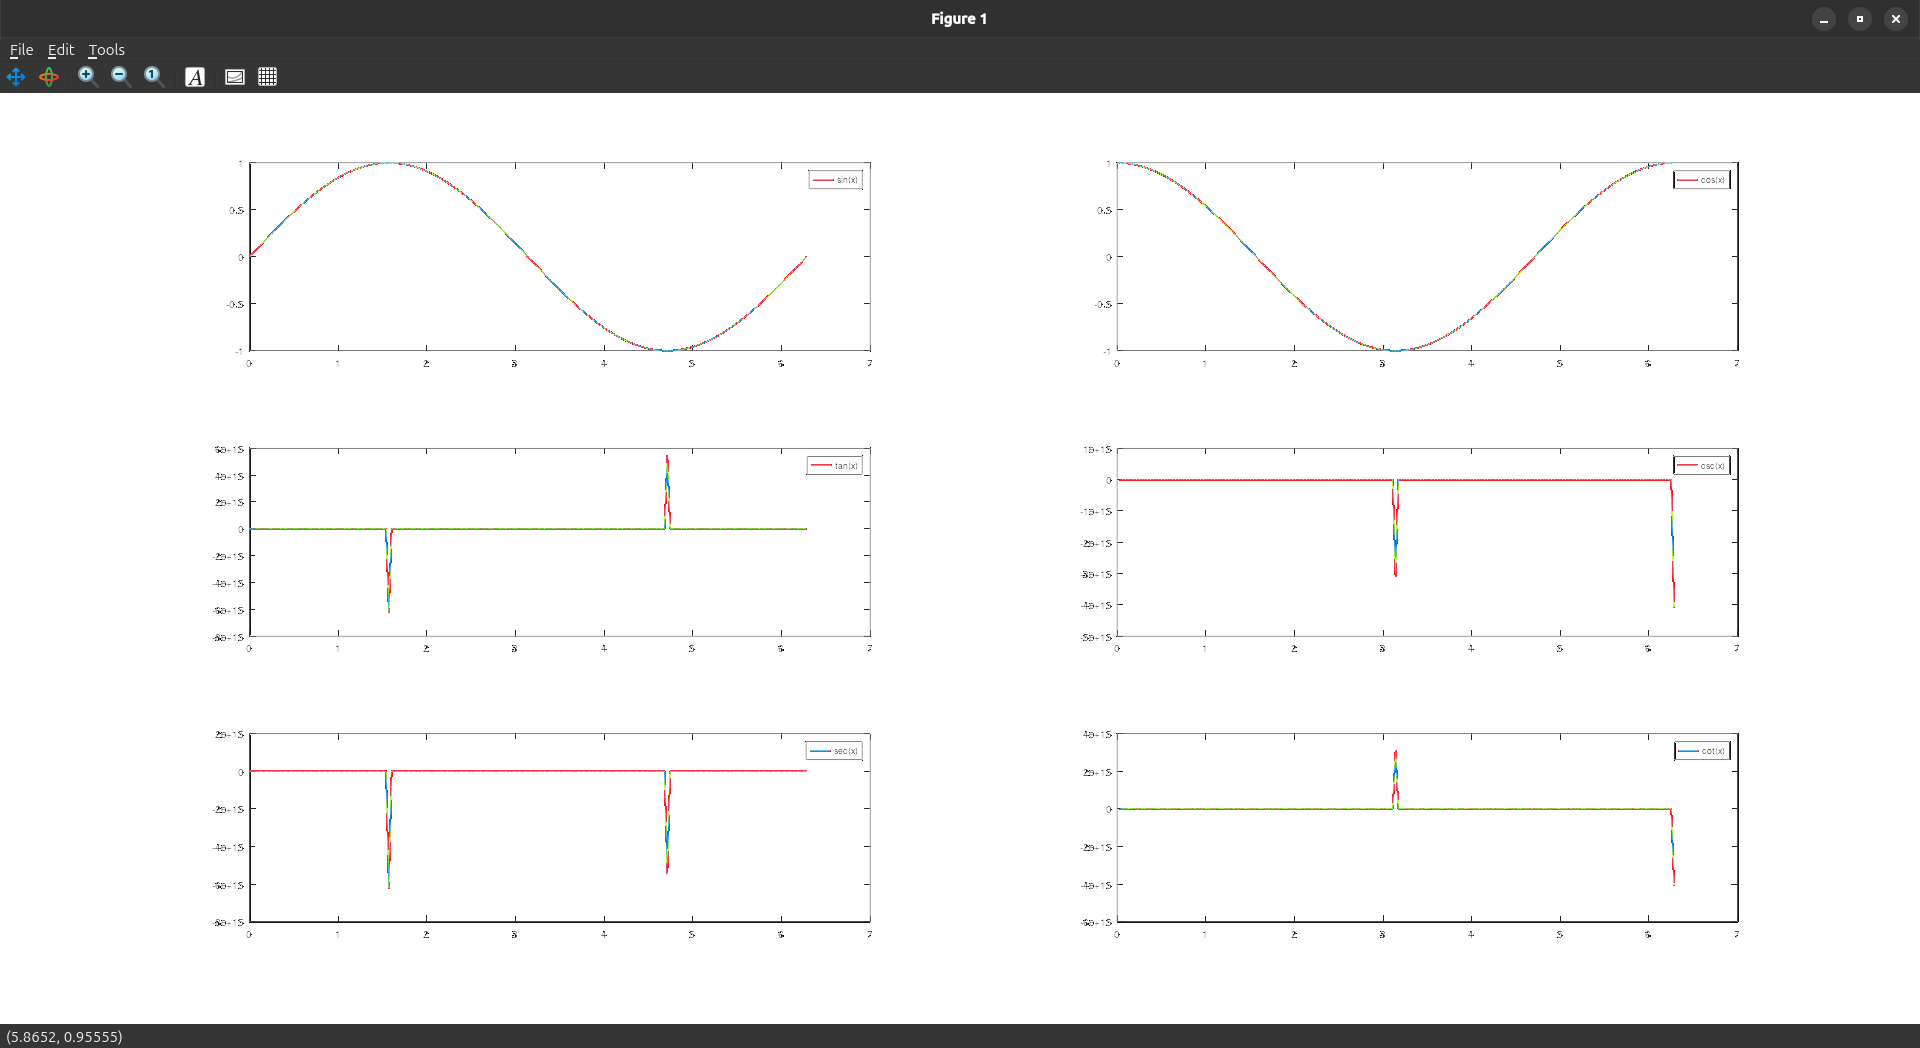 Figure 1
File Edit Tools
1 A
sin(x)
1
0.5
0
-0.5
-1
0 1 2 3 4 5 6 7
cos(x)
1
0.5
0
-0.5
-1
0 1 2 3 4 5 6 7
tan(x)
6e+15
4e+15
2e+15
0
-2e+15
-4e+15
-6e+15
-8e+15
0 1 2 3 4 5 6 7
csc(x)
1e+15
0
-1e+15
-2e+15
-3e+15
-4e+15
-5e+15
0 1 2 3 4 5 6 7
sec(x)
2e+15
0
-2e+15
-4e+15
-6e+15
-8e+15
0 1 2 3 4 5 6 7
cot(x)
4e+15
2e+15
0
-2e+15
-4e+15
-6e+15
0 1 2 3 4 5 6 7
(5.8652, 0.95555)